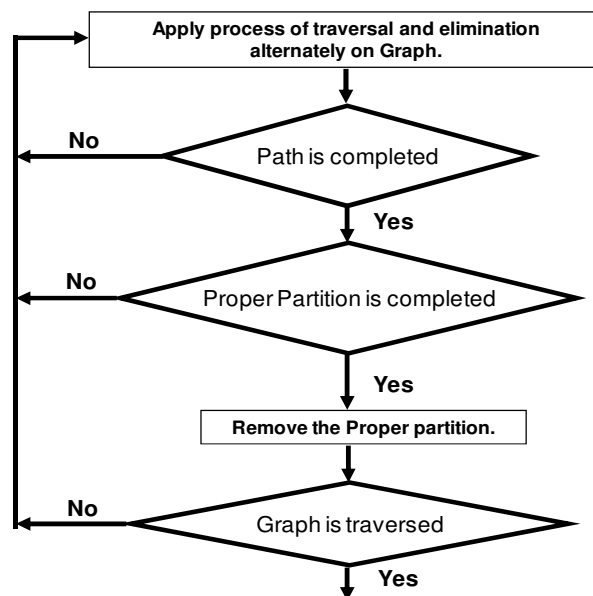 Apply process of traversal and elimination
alternately on Graph.
No
Path is completed
Yes
No
Proper Partition is completed
Yes
Remove the Proper partition.
No
Graph is traversed
Yes